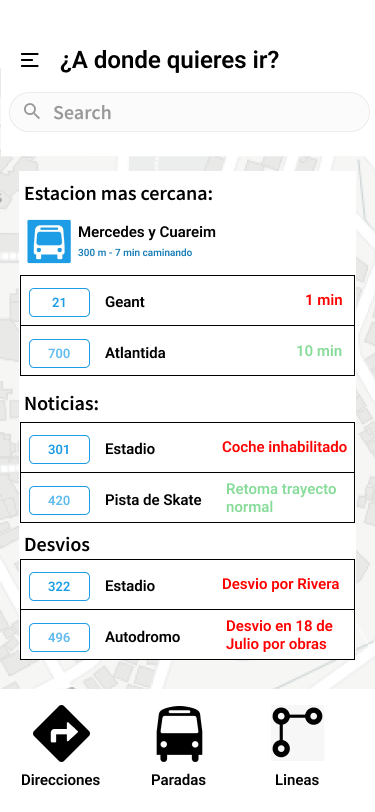 ¿A donde quieres ir?
Search
Estacion mas cercana:
Mercedes y Cuareim
300 m - 7 min caminando
21 Geant 1 min
700 Atlantida 10 min
Noticias:
301 Estadio Coche inhabilitado
420 Pista de Skate Retoma trayecto
normal
Desvios
322 Estadio Desvio por Rivera
496 Autodromo Desvio en 18 de
Julio por obras
Direcciones Paradas Lineas